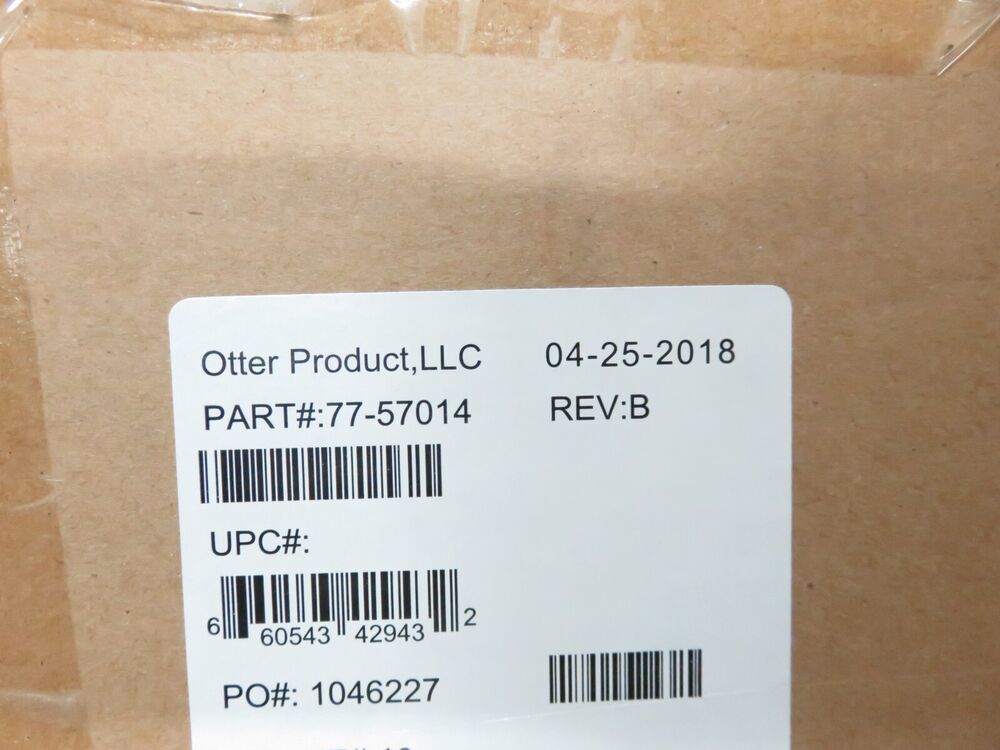 Otter Product,LLC 04-25-2018
PART#:77-57014 REV:B
UPC#:
6 60543 42943 2
PO#: 1046227